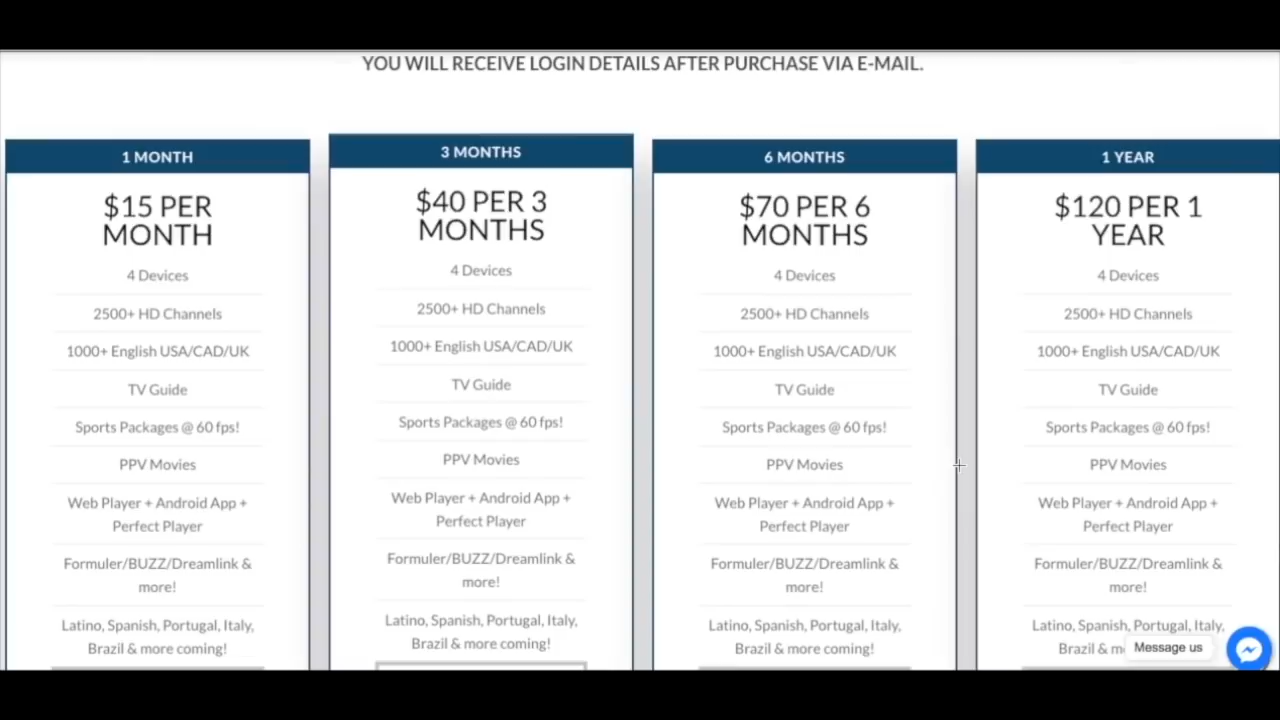 YOU WILL RECEIVE LOGIN DETAILS AFTER PURCHASE VIA E-MAIL.
1 MONTH
$15 PER
MONTH
4 Devices
2500+ HD Channels
1000+ English USA/CAD/UK
TV Guide
Sports Packages @ 60 fps!
PPV Movies
Web Player + Android App +
Perfect Player
Formuler/BUZZ/Dreamlink &
more!
Latino, Spanish, Portugal, Italy,
Brazil & more coming!
3 MONTHS
$40 PER 3
MONTHS
4 Devices
2500+ HD Channels
1000+ English USA/CAD/UK
TV Guide
Sports Packages @ 60 fps!
PPV Movies
Web Player + Android App +
Perfect Player
Formuler/BUZZ/Dreamlink &
more!
Latino, Spanish, Portugal, Italy,
Brazil & more coming!
6 MONTHS
$70 PER 6
MONTHS
4 Devices
2500+ HD Channels
1000+ English USA/CAD/UK
TV Guide
Sports Packages @ 60 fps!
PPV Movies
Web Player + Android App +
Perfect Player
Formuler/BUZZ/Dreamlink &
more!
Latino, Spanish, Portugal, Italy,
Brazil & more coming!
1 YEAR
$120 PER 1
YEAR
4 Devices
2500+ HD Channels
1000+ English USA/CAD/UK
TV Guide
Sports Packages @ 60 fps!
PPV Movies
Web Player + Android App +
Perfect Player
Formuler/BUZZ/Dreamlink &
more!
Latino, Spanish, Portugal, Italy,
Brazil &
Message us